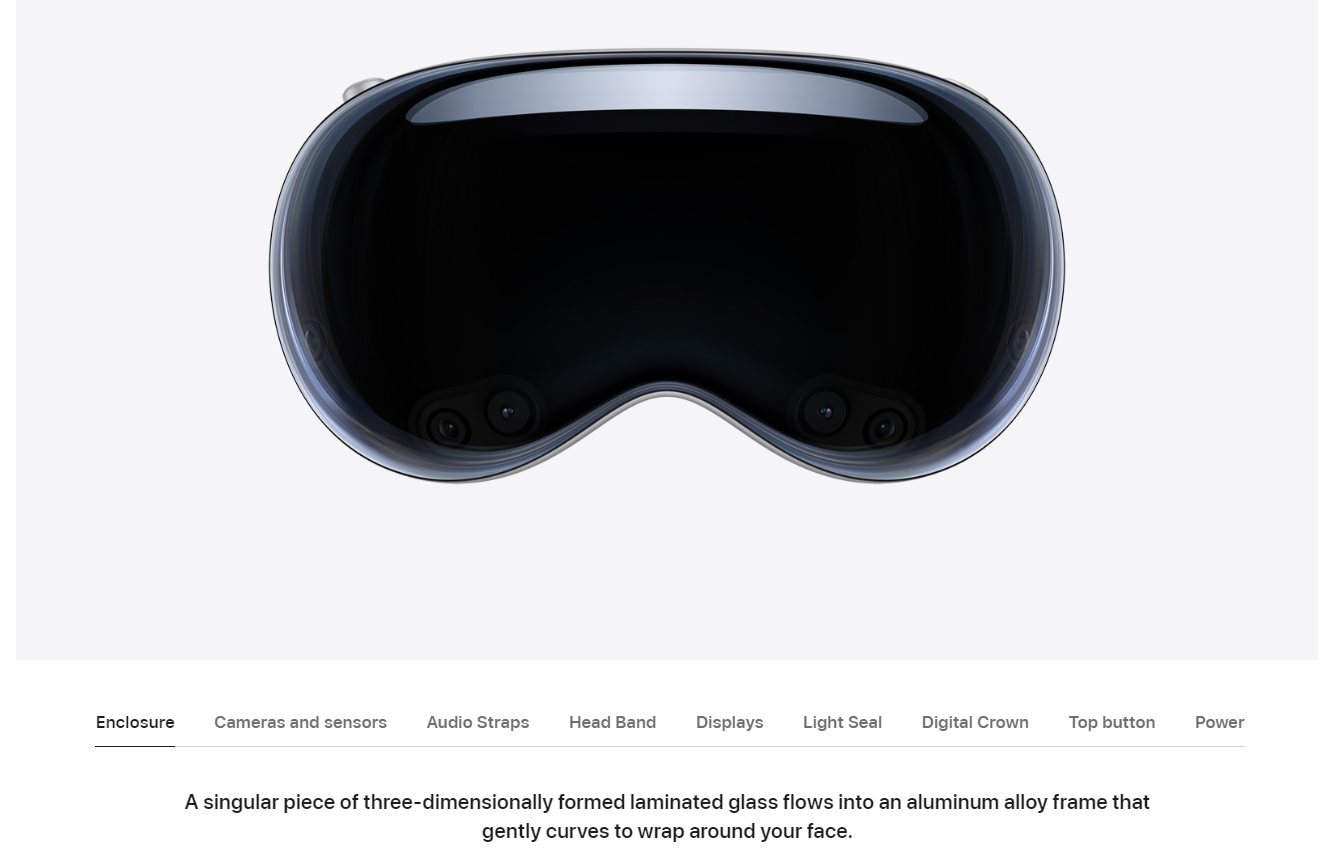 Enclosure Cameras and sensors Audio Straps Head Band Displays Light Seal Digital Crown Top button Power
A singular piece of three-dimensionally formed laminated glass flows into an aluminum alloy frame that
gently curves to wrap around your face.